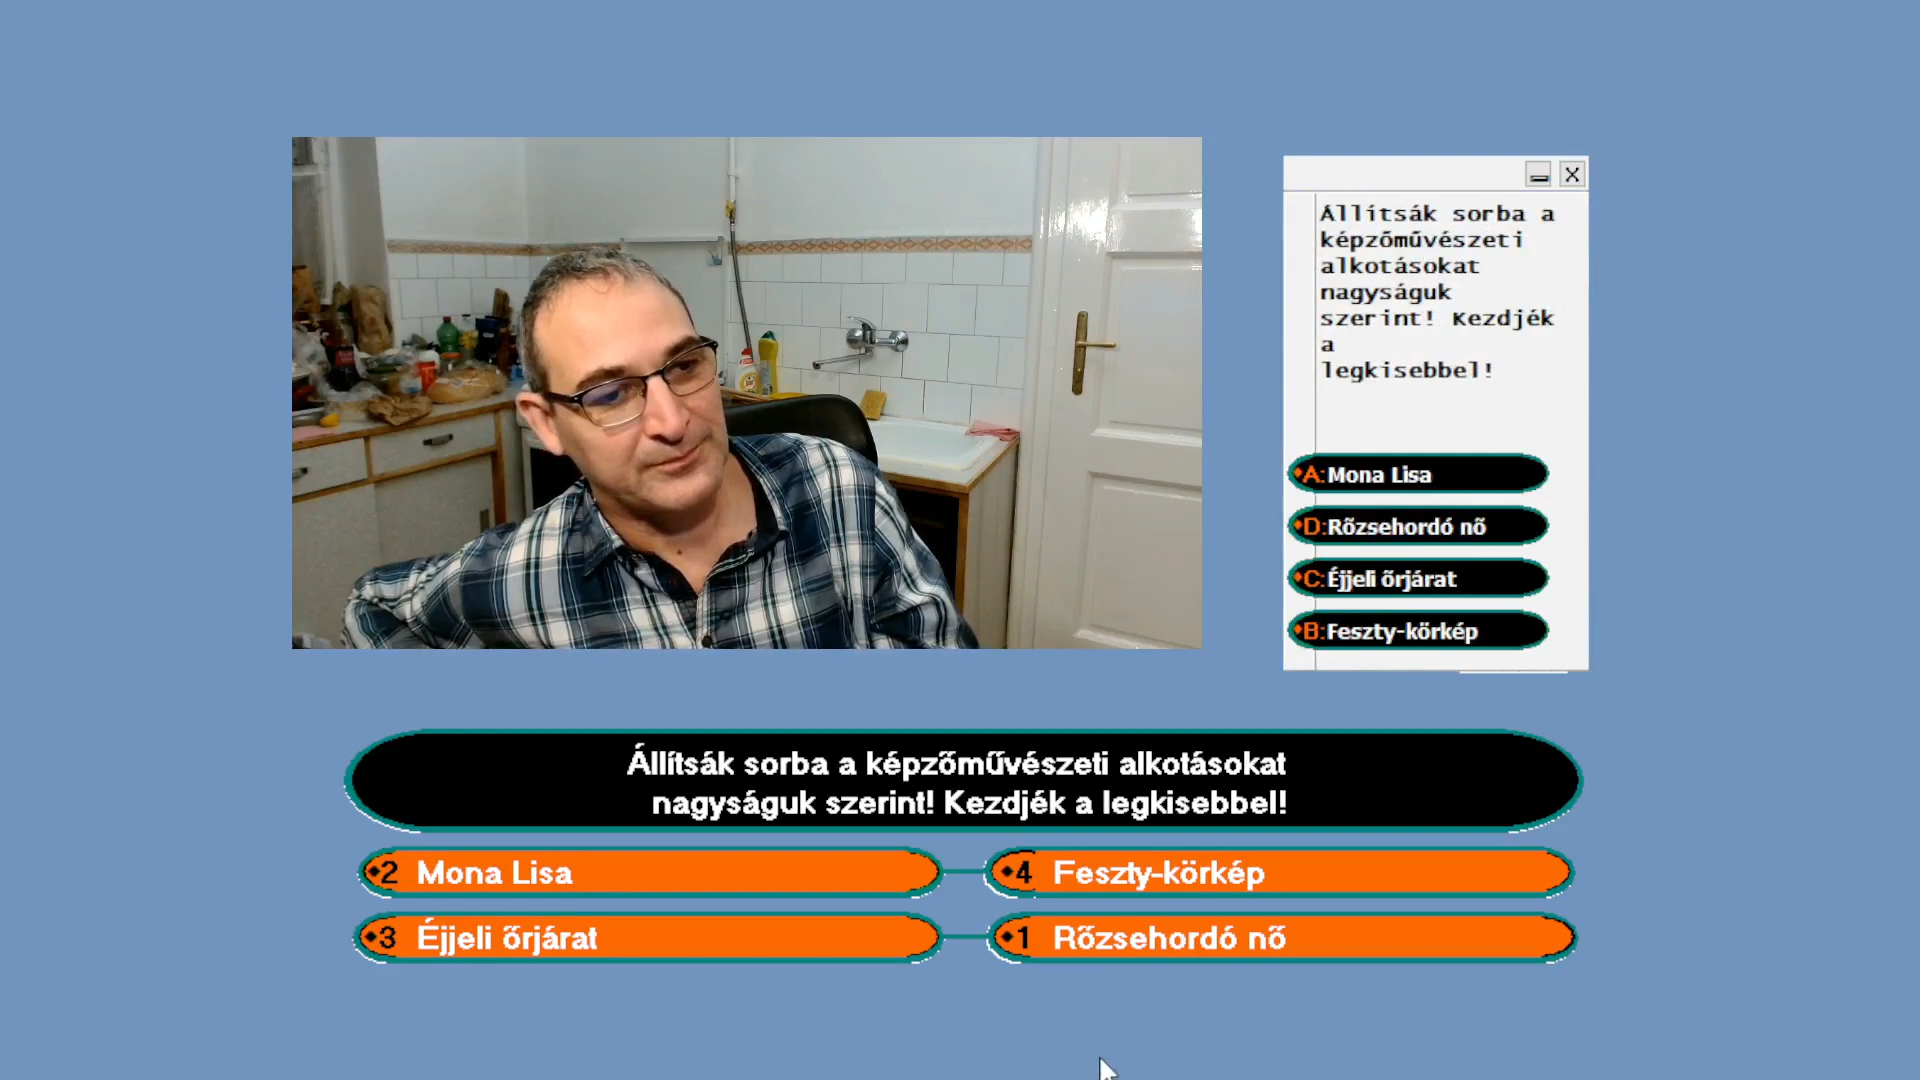 Állítsák sorba a
képzőművészeti
alkotásokat
nagyságuk
szerint! Kezdjék
a
legkisebbel!
A: Mona Lisa
D: Rőzsehordó nő
C: Éjjeli őrjárat
B: Feszty-körkép
Állítsák sorba a képzőművészeti alkotásokat
nagyságuk szerint! Kezdjék a legkisebbel!
2 Mona Lisa
4 Feszty-körkép
3 Éjjeli őrjárat
1 Rőzsehordó nő